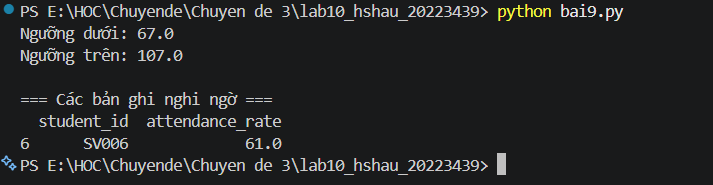 PS E:\HOC\Chuyende\Chuyen de 3\lab10_hshau_20223439> python bai9.py
Ngưỡng dưới: 67.0
Ngưỡng trên: 107.0
=== Các bản ghi nghi ngờ ===
student_id attendance_rate
6 SV006 61.0
PS E:\HOC\Chuyende\Chuyen de 3\lab10_hshau_20223439>